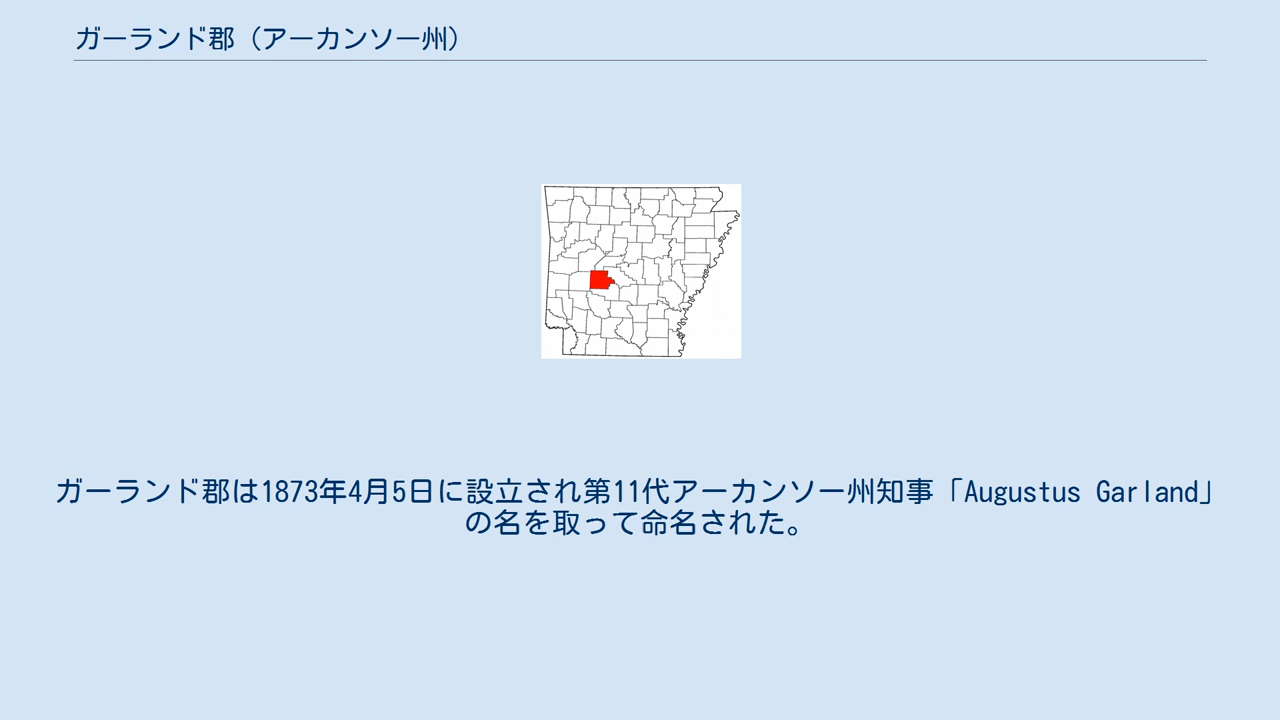 ガーランド郡（アーカンソー州）
ガーランド郡は1873年4月5日に設立され第11代アーカンソー州知事「Augustus Garland」
の名を取って命名された。